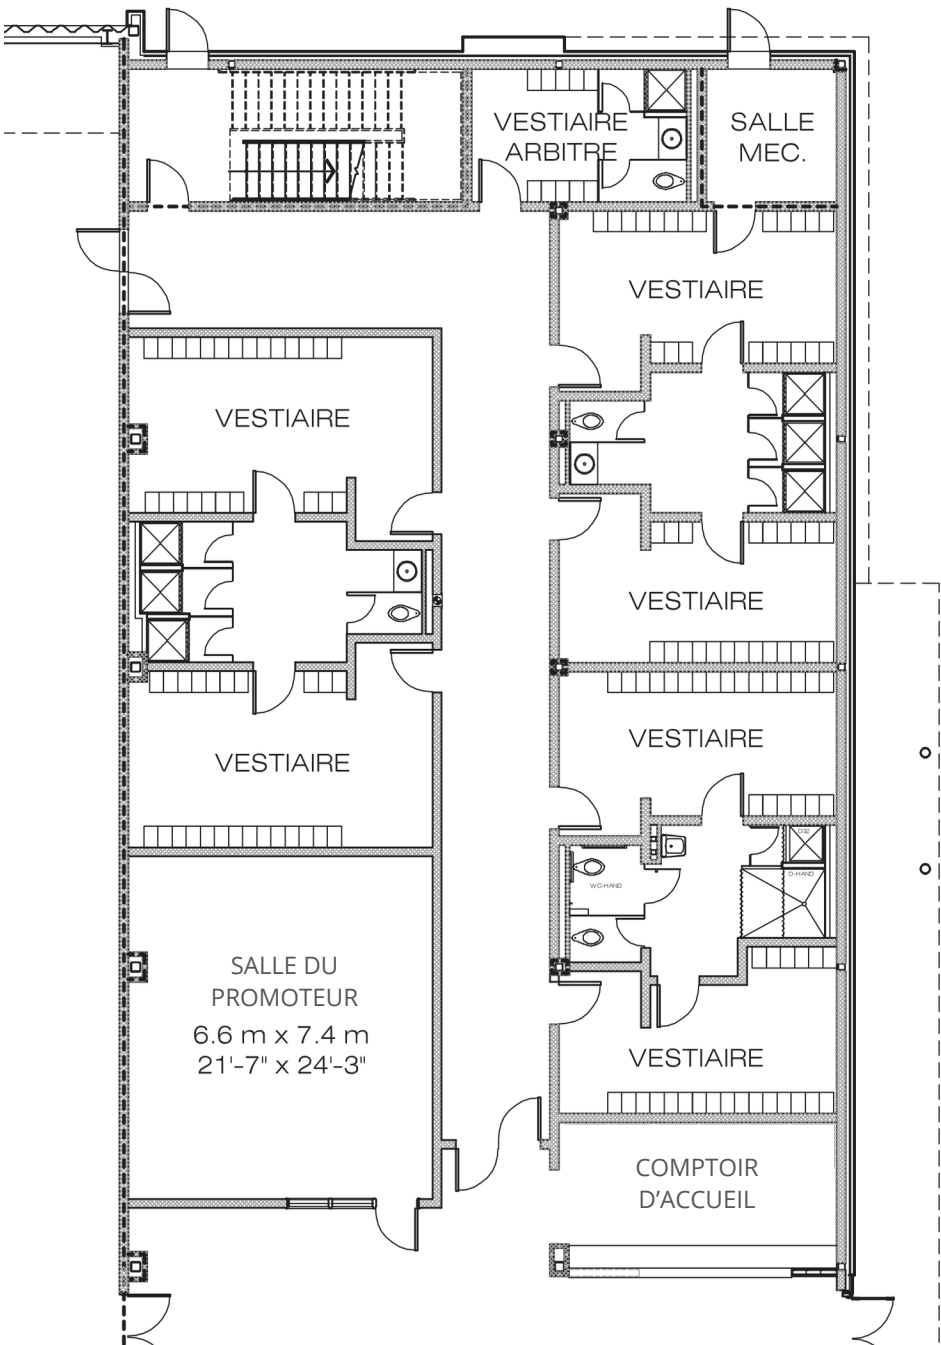 VESTIAIRE
ARBITRE
SALLE
MEC.
VESTIAIRE
VESTIAIRE
VESTIAIRE
VESTIAIRE
VESTIAIRE
D32
D-HAND
WC-HAND
SALLE DU
PROMOTEUR
6.6 m x 7.4 m
21'-7" x 24'-3"
VESTIAIRE
COMPTOIR
D’ACCUEIL